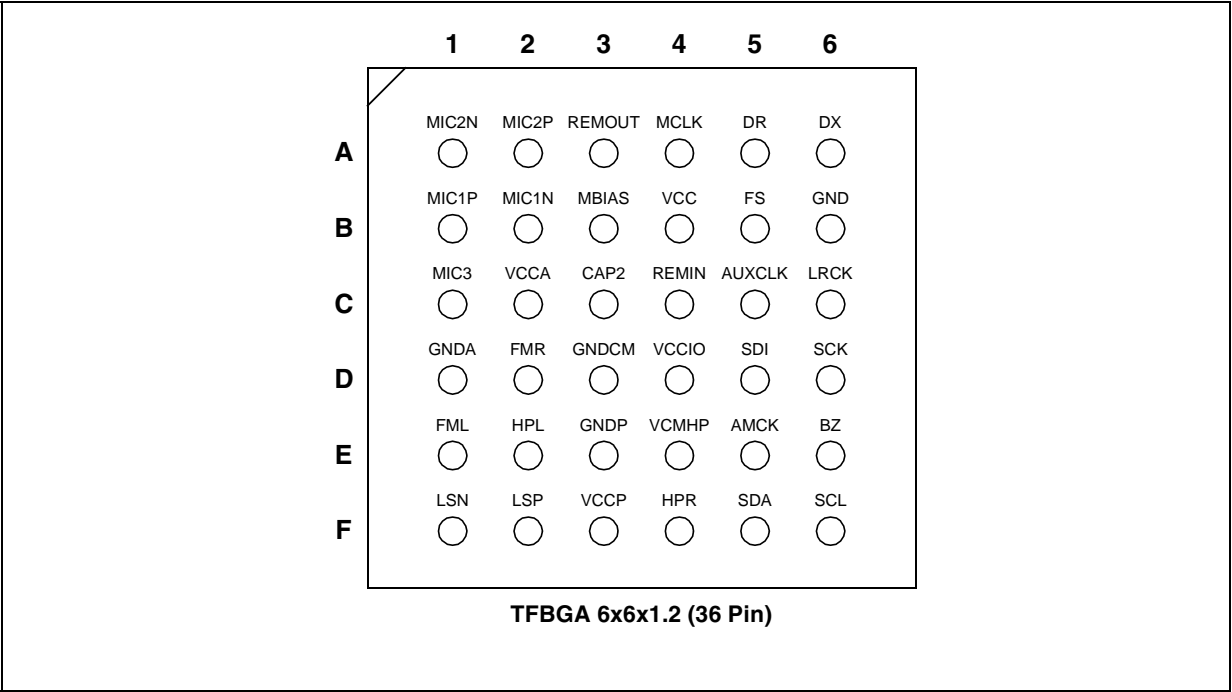 1 2 3 4 5 6
MIC2N MIC2P REMOUT MCLK DR DX
A
MIC1P MIC1N MBIAS VCC FS GND
B
MIC3 VCCA CAP2 REMIN AUXCLK LRCK
C
GNDA FMR GNDCM VCCIO SDI SCK
D
FML HPL GNDP VCMHP AMCK BZ
E
LSN LSP VCCP HPR SDA SCL
F
TFBGA 6x6x1.2 (36 Pin)